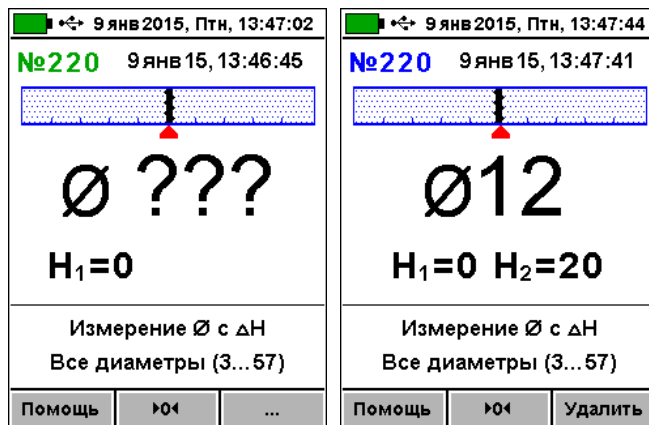 9 янв 2015, Птн, 13:47:02
№220 9 янв 15, 13:46:45
Ø ???
H₁=0
Измерение Ø с ΔH
Все диаметры (3...57)
Помощь ▸0◂ ...
9 янв 2015, Птн, 13:47:44
№220 9 янв 15, 13:47:41
Ø12
H₁=0 H₂=20
Измерение Ø с ΔH
Все диаметры (3...57)
Помощь ▸0◂ Удалить